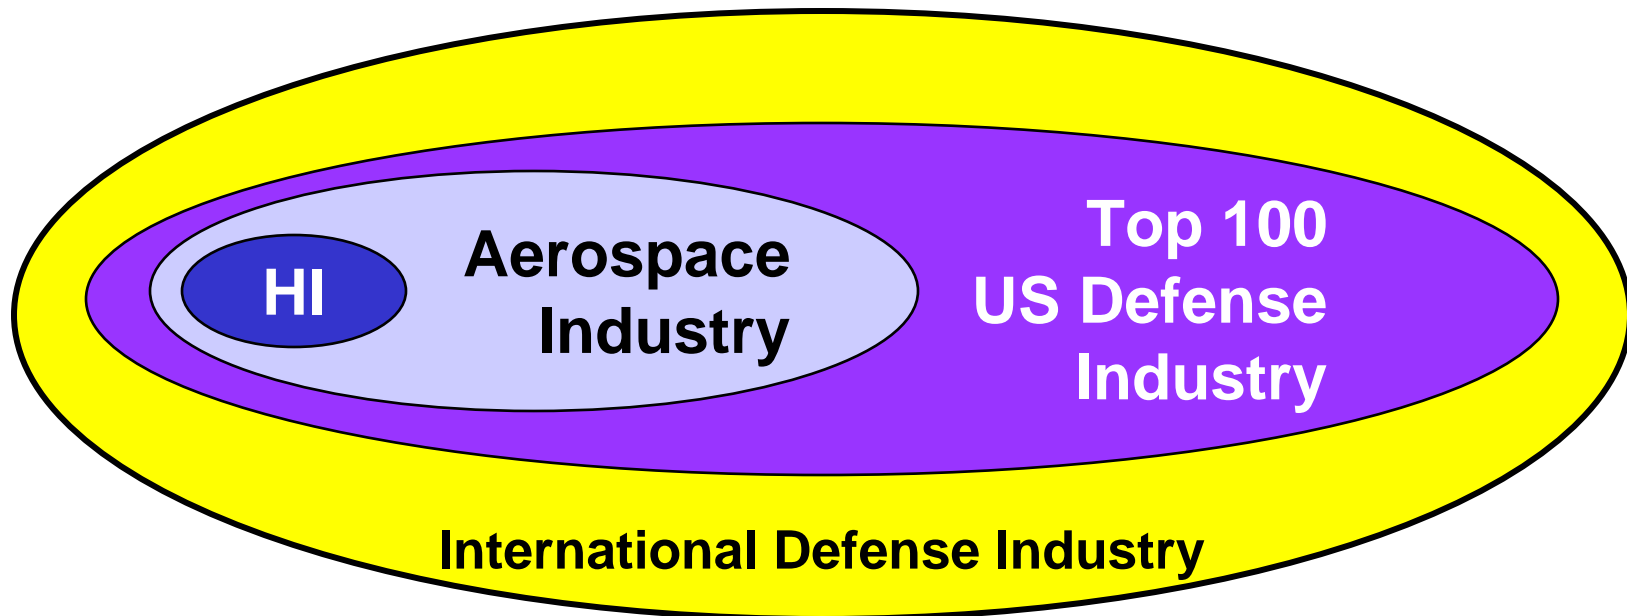 HI
Aerospace
Industry
Top 100
US Defense
Industry
International Defense Industry